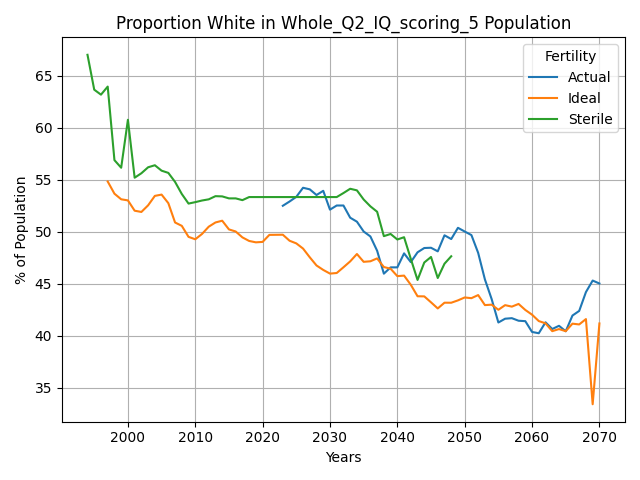 Proportion White in Whole_Q2_IQ_scoring_5 Population
Fertility
Actual
Ideal
Sterile
% of Population
65
60
55
50
45
40
35
2000
2010
2020
2030
2040
2050
2060
2070
Years